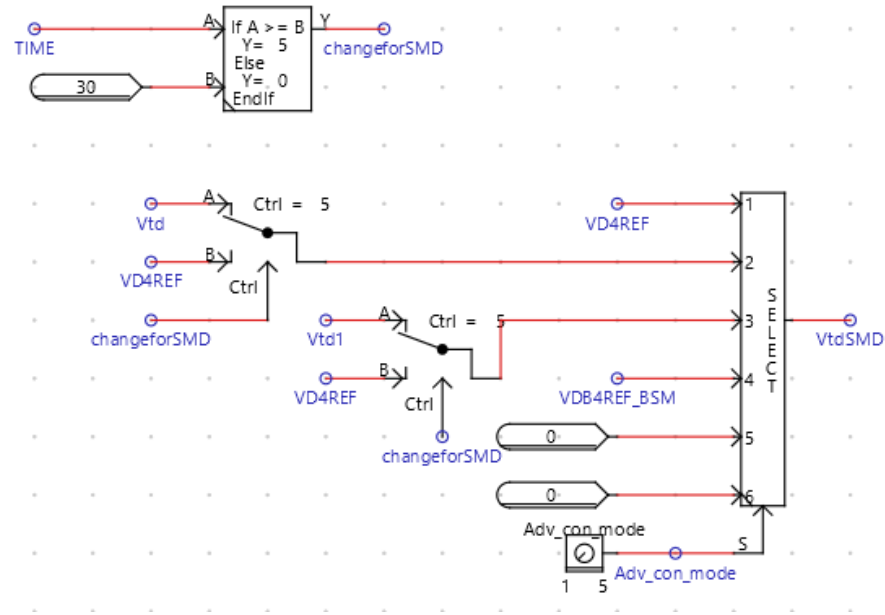 A
If A >= B
Y
Y= 5
TIME
changeforSMD
Else
30
B
Y= 0
EndIf
A
Ctrl = 5
1
Vtd
VD4REF
B
2
VD4REF
Ctrl
A
Ctrl = 5
3
changeforSMD
Vtd1
SELECT
VtdSMD
B
4
VD4REF
Ctrl
VDB4REF_BSM
0
5
changeforSMD
0
6
Adv_con_mode
S
1 5
Adv_con_mode